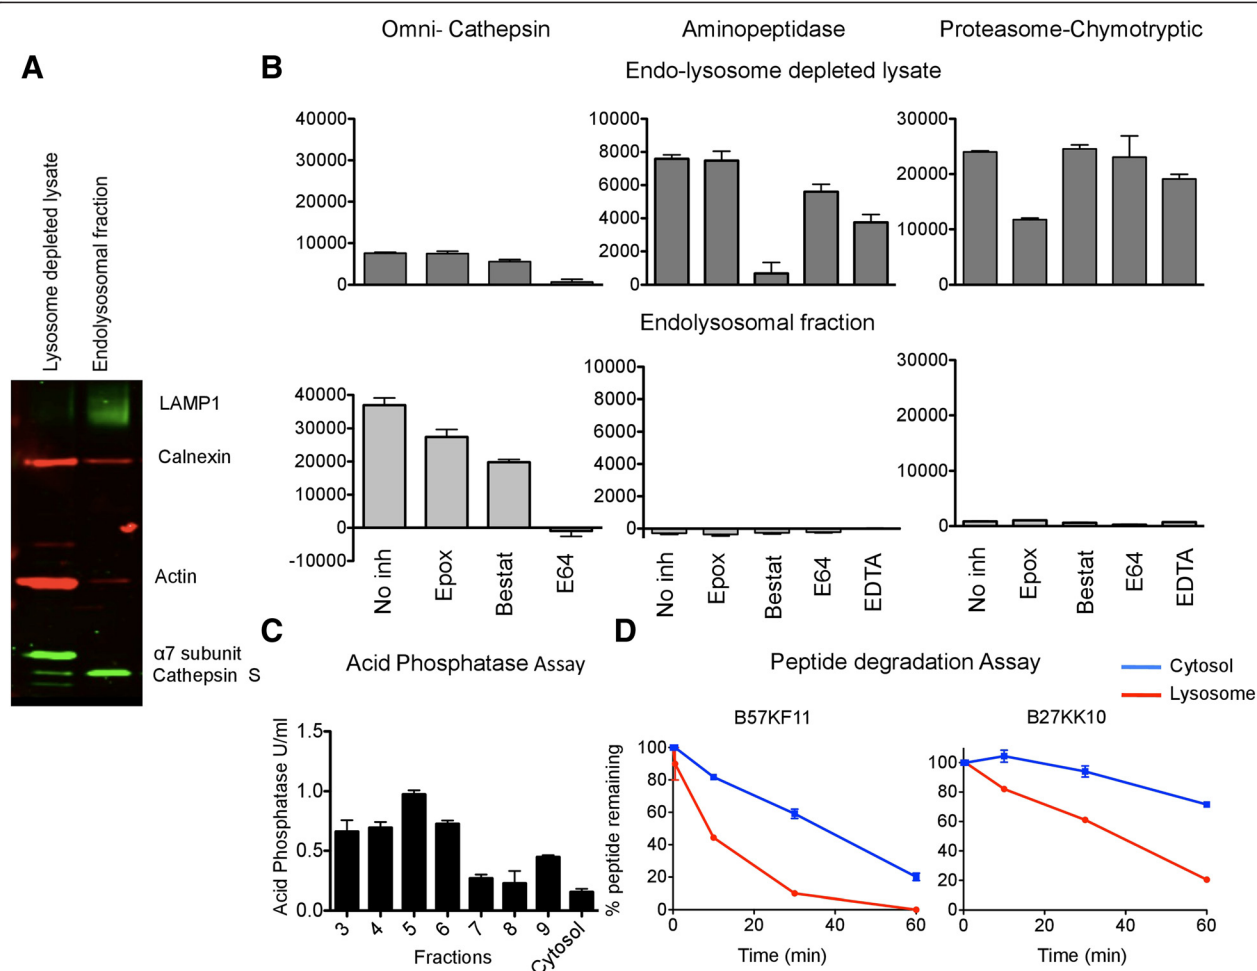 Omni- Cathepsin
Aminopeptidase
Proteasome-Chymotryptic
A
B
Endo-lysosome depleted lysate
Lysosome depleted lysate
Endolysosomal fraction
LAMP1
Calnexin
Actin
α7 subunit
Cathepsin S
40000
30000
20000
10000
0
10000
8000
6000
4000
2000
0
30000
20000
10000
0
Endolysosomal fraction
40000
30000
20000
10000
0
-10000
No inh
Epox
Bestat
E64
10000
8000
6000
4000
2000
0
No inh
Epox
Bestat
E64
EDTA
30000
20000
10000
0
No inh
Epox
Bestat
E64
EDTA
C
Acid Phosphatase Assay
Acid Phosphatase U/ml
1.5
1.0
0.5
0.0
3
4
5
6
7
8
9
Cytosol
Fractions
D
Peptide degradation Assay
Cytosol
Lysosome
B57KF11
% peptide remaining
100
80
60
40
20
0
0
20
40
60
Time (min)
B27KK10
100
80
60
40
20
0
0
20
40
60
Time (min)